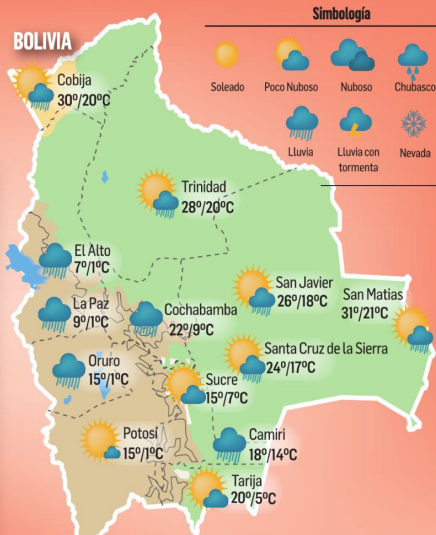 Simbología
BOLIVIA
Soleado
Poco Nuboso
Nuboso
Chubasco
Lluvia
Lluvia con
tormenta
Nevada
Cobija
30º/20ºC
Trinidad
28º/20ºC
El Alto
7º/1ºC
La Paz
9º/1ºC
Cochabamba
22º/9ºC
San Javier
26º/18ºC
San Matias
31º/21ºC
Oruro
15º/1ºC
Santa Cruz de la Sierra
24º/17ºC
Sucre
15º/7ºC
Potosí
15º/1ºC
Camiri
18º/14ºC
Tarija
20º/5ºC